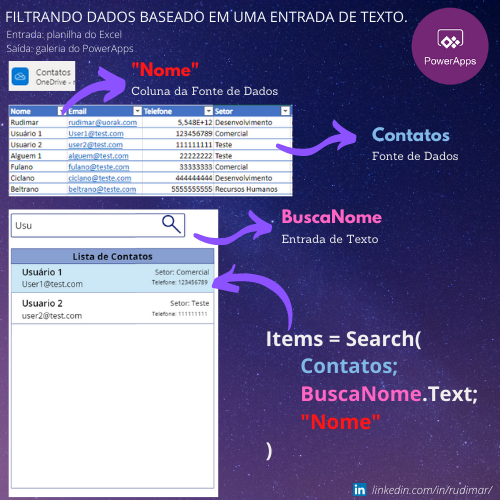 FILTRANDO DADOS BASEADO EM UMA ENTRADA DE TEXTO.
Entrada: planilha do Excel
Saída: galeria do PowerApps
PowerApps
Contatos
OneDrive -
"Nome"
Coluna da Fonte de Dados
Nome Email Telefone Setor
Rudimar rudimar@uorak.com 5,548E+12 Desenvolvimento
Usuário 1 User1@test.com 123456789 Comercial
Usuario 2 user2@test.com 111111111 Teste
Alguem 1 alguem@teste.com 22222222 Teste
Fulano fulano@teste.com 33333333 Comercial
Ciclano ciclano@teste.com 444444444 Desenvolvimento
Beltrano beltrano@teste.com 5555555555 Recursos Humanos
Contatos
Fonte de Dados
Usu
BuscaNome
Entrada de Texto
Lista de Contatos
Usuário 1 Setor: Comercial
User1@test.com Telefone: 123456789
Usuario 2 Setor: Teste
user2@test.com Telefone: 111111111
Items = Search(
Contatos;
BuscaNome.Text;
"Nome"
)
in linkedin.com/in/rudimar/